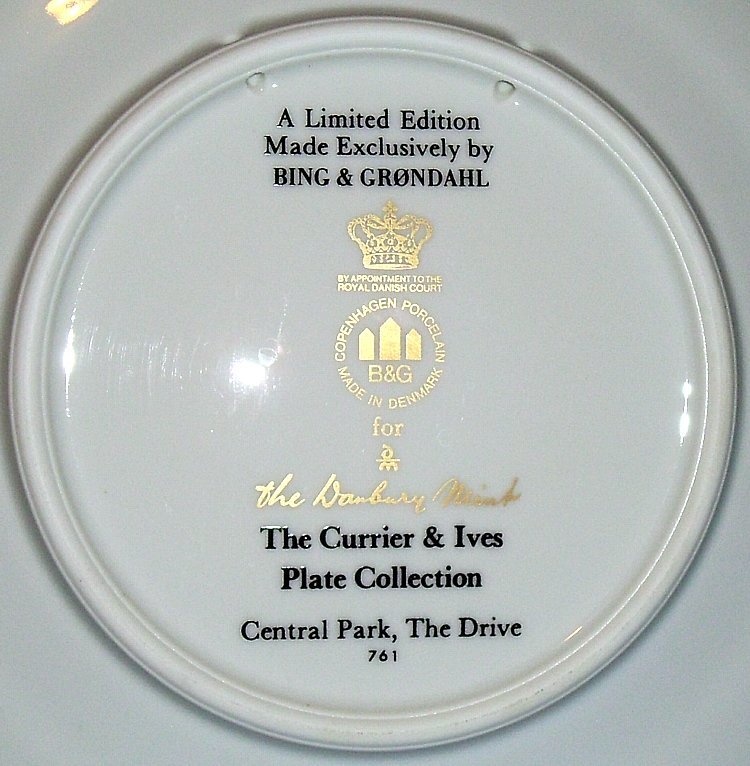 A Limited Edition
Made Exclusively by
BING & GRØNDAHL
BY APPOINTMENT TO THE
ROYAL DANISH COURT
COPENHAGEN PORCELAIN
B&G
MADE IN DENMARK
for
the Danbury Mint
The Currier & Ives
Plate Collection
Central Park, The Drive
761